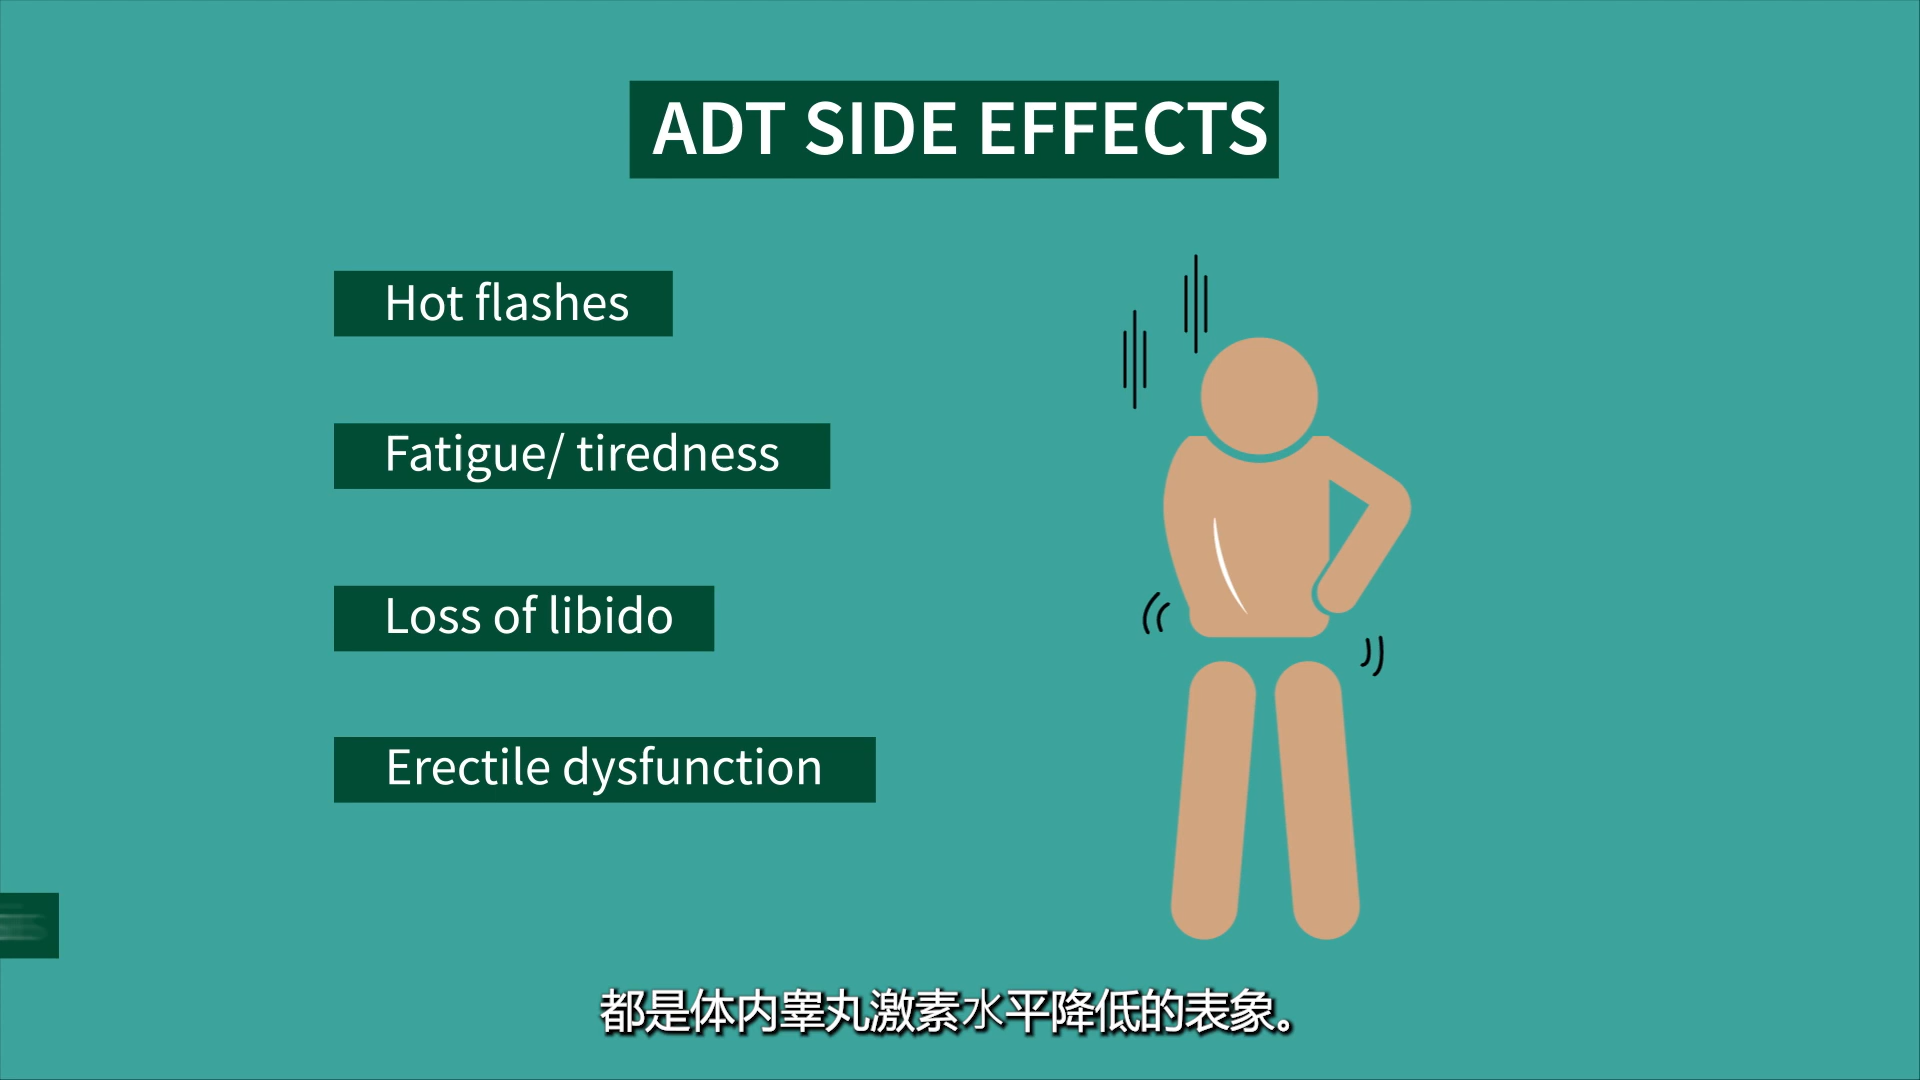 ADT SIDE EFFECTS
Hot flashes
Fatigue/ tiredness
Loss of libido
Erectile dysfunction
都是体内睾丸激素水平降低的表象。